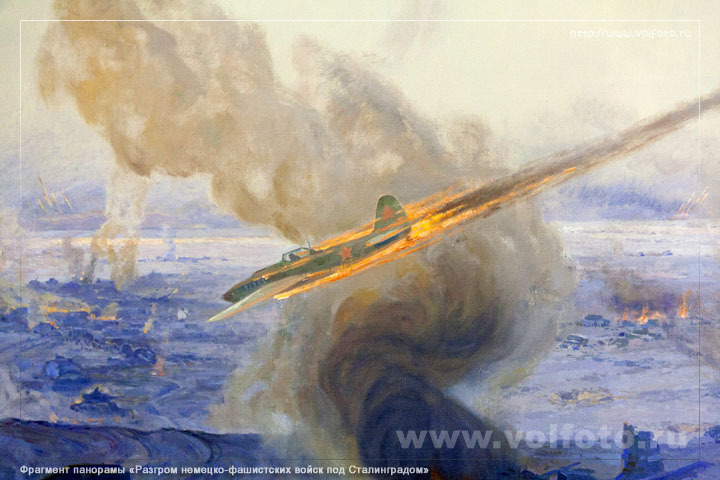 http://www.volfoto.ru
www.volfoto.ru
Фрагмент панорамы «Разгром немецко-фашистских войск под Сталинградом»